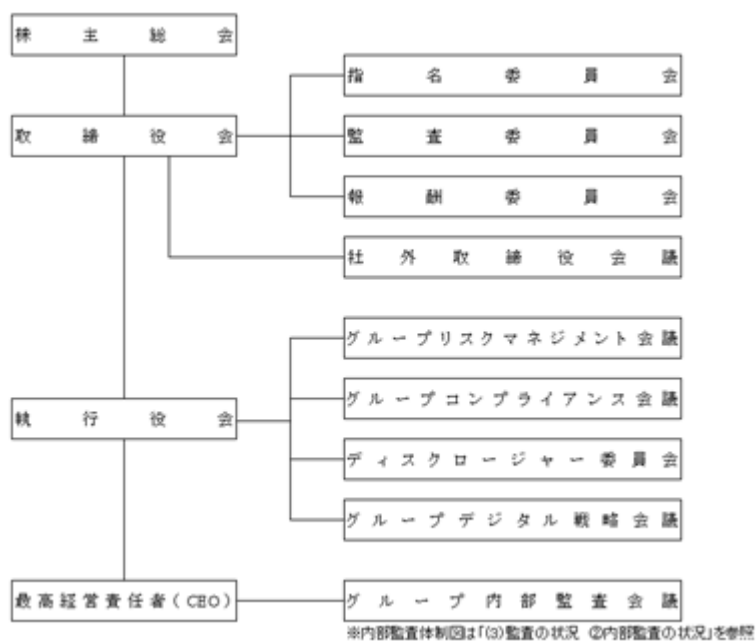 株主総会
指名委員会
取締役会
監査委員会
報酬委員会
社外取締役会議
グループリスクマネジメント会議
グループコンプライアンス会議
執行役会
ディスクロージャー委員会
グループデジタル戦略会議
最高経営責任者(CEO)
グループ内部監査会議
※内部監査体制図は「(3)監査の状況 ②内部監査の状況」を参照